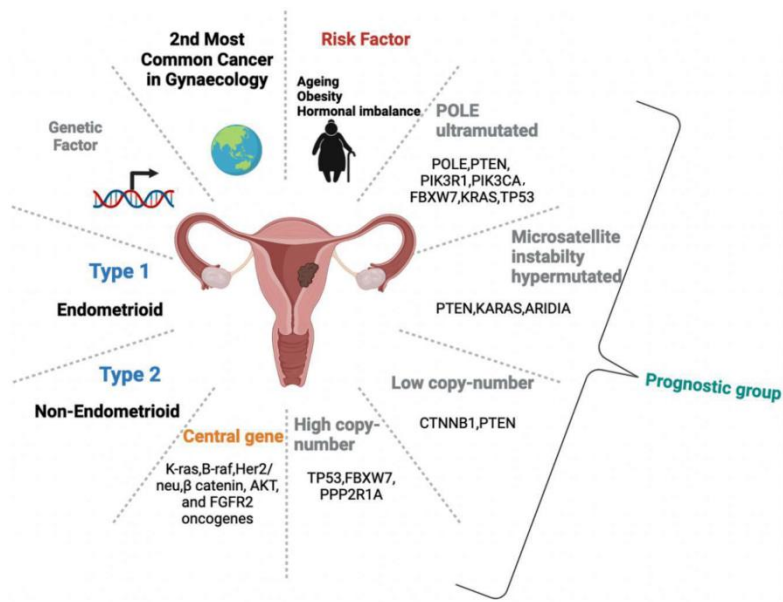 2nd Most
Common Cancer
in Gynaecology
Risk Factor
Ageing
Obesity
Hormonal imbalance
Genetic
Factor
POLE
ultramutated
POLE,PTEN,
PIK3R1,PIK3CA,
FBXW7,KRAS,TP53
Microsatellite
instabilty
hypermutated
PTEN,KARAS,ARIDIA
Type 1
Endometrioid
Type 2
Non-Endometrioid
Low copy-number
CTNNB1,PTEN
Prognostic group
Central gene
K-ras,B-raf,Her2/
neu,β catenin, AKT,
and FGFR2
oncogenes
High copy-
number
TP53,FBXW7,
PPP2R1A